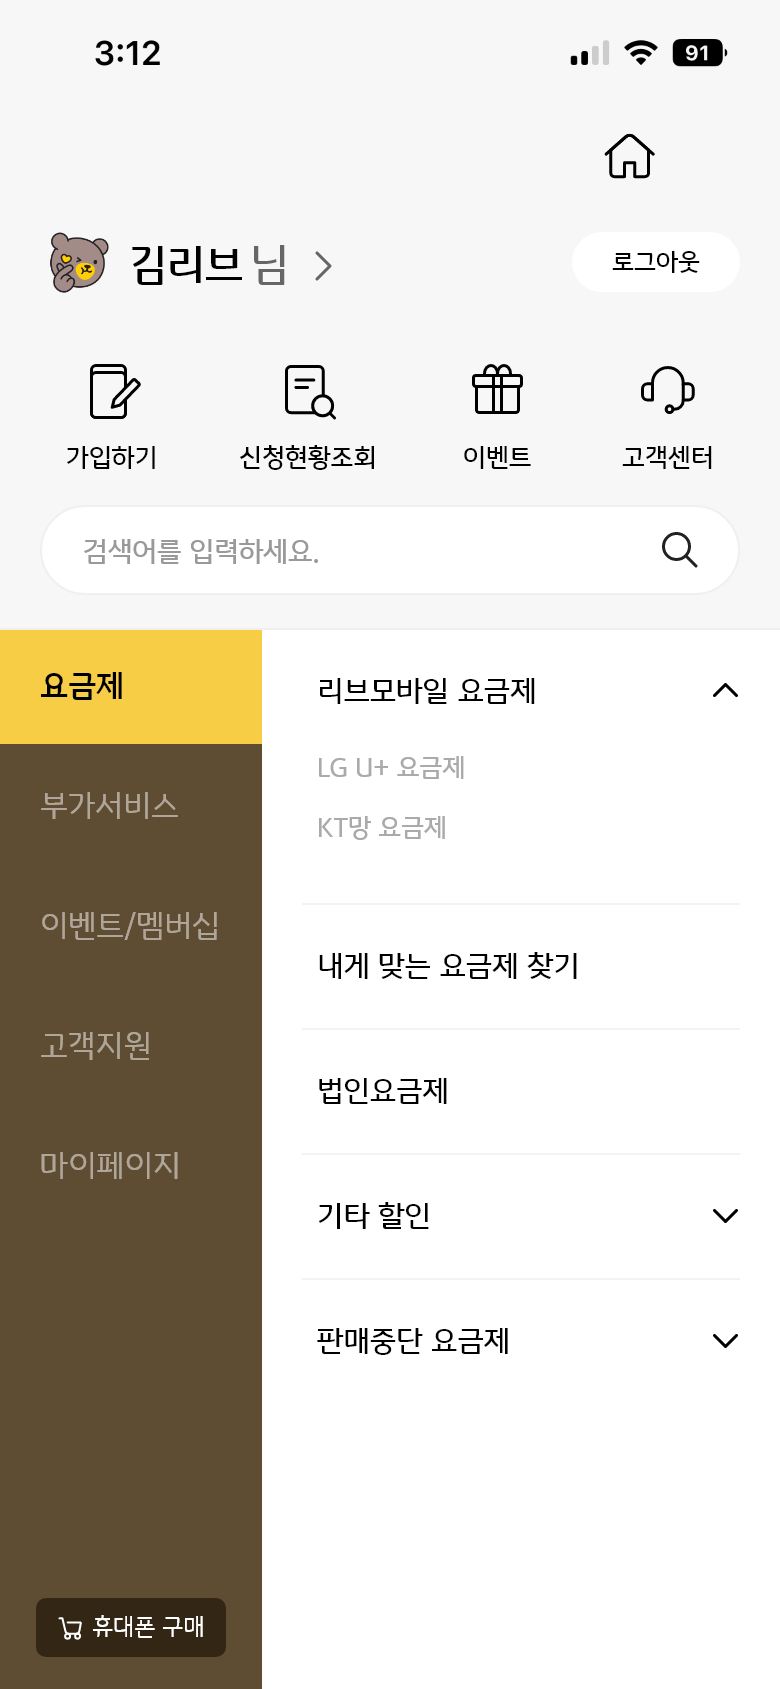 3:12
91
김리브 님
로그아웃
가입하기
신청현황조회
이벤트
고객센터
검색어를 입력하세요.
요금제
부가서비스
이벤트/멤버십
고객지원
마이페이지
휴대폰 구매
리브모바일 요금제
LG U+ 요금제
KT망 요금제
내게 맞는 요금제 찾기
법인요금제
기타 할인
판매중단 요금제